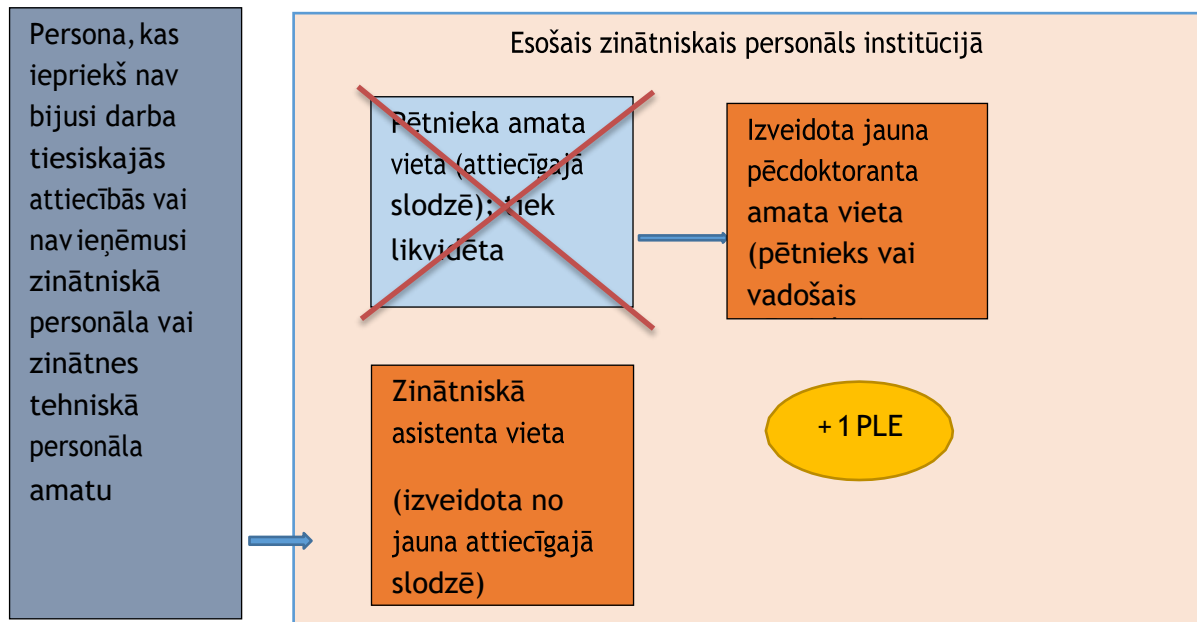 Persona, kas
iepriekš nav
bijusi darba
tiesiskajās
attiecībās vai
nav ieņēmusi
zinātniskā
personāla vai
zinātnes
tehniskā
personāla
amatu
Esošais zinātniskais personāls institūcijā
Pētnieka amata
vieta (attiecīgajā
slodzē); tiek
likvidēta
Izveidota jauna
pēcdoktoranta
amata vieta
(pētnieks vai
vadošais
Zinātniskā
asistenta vieta
(izveidota no
jauna attiecīgajā
slodzē)
+ 1 PLE